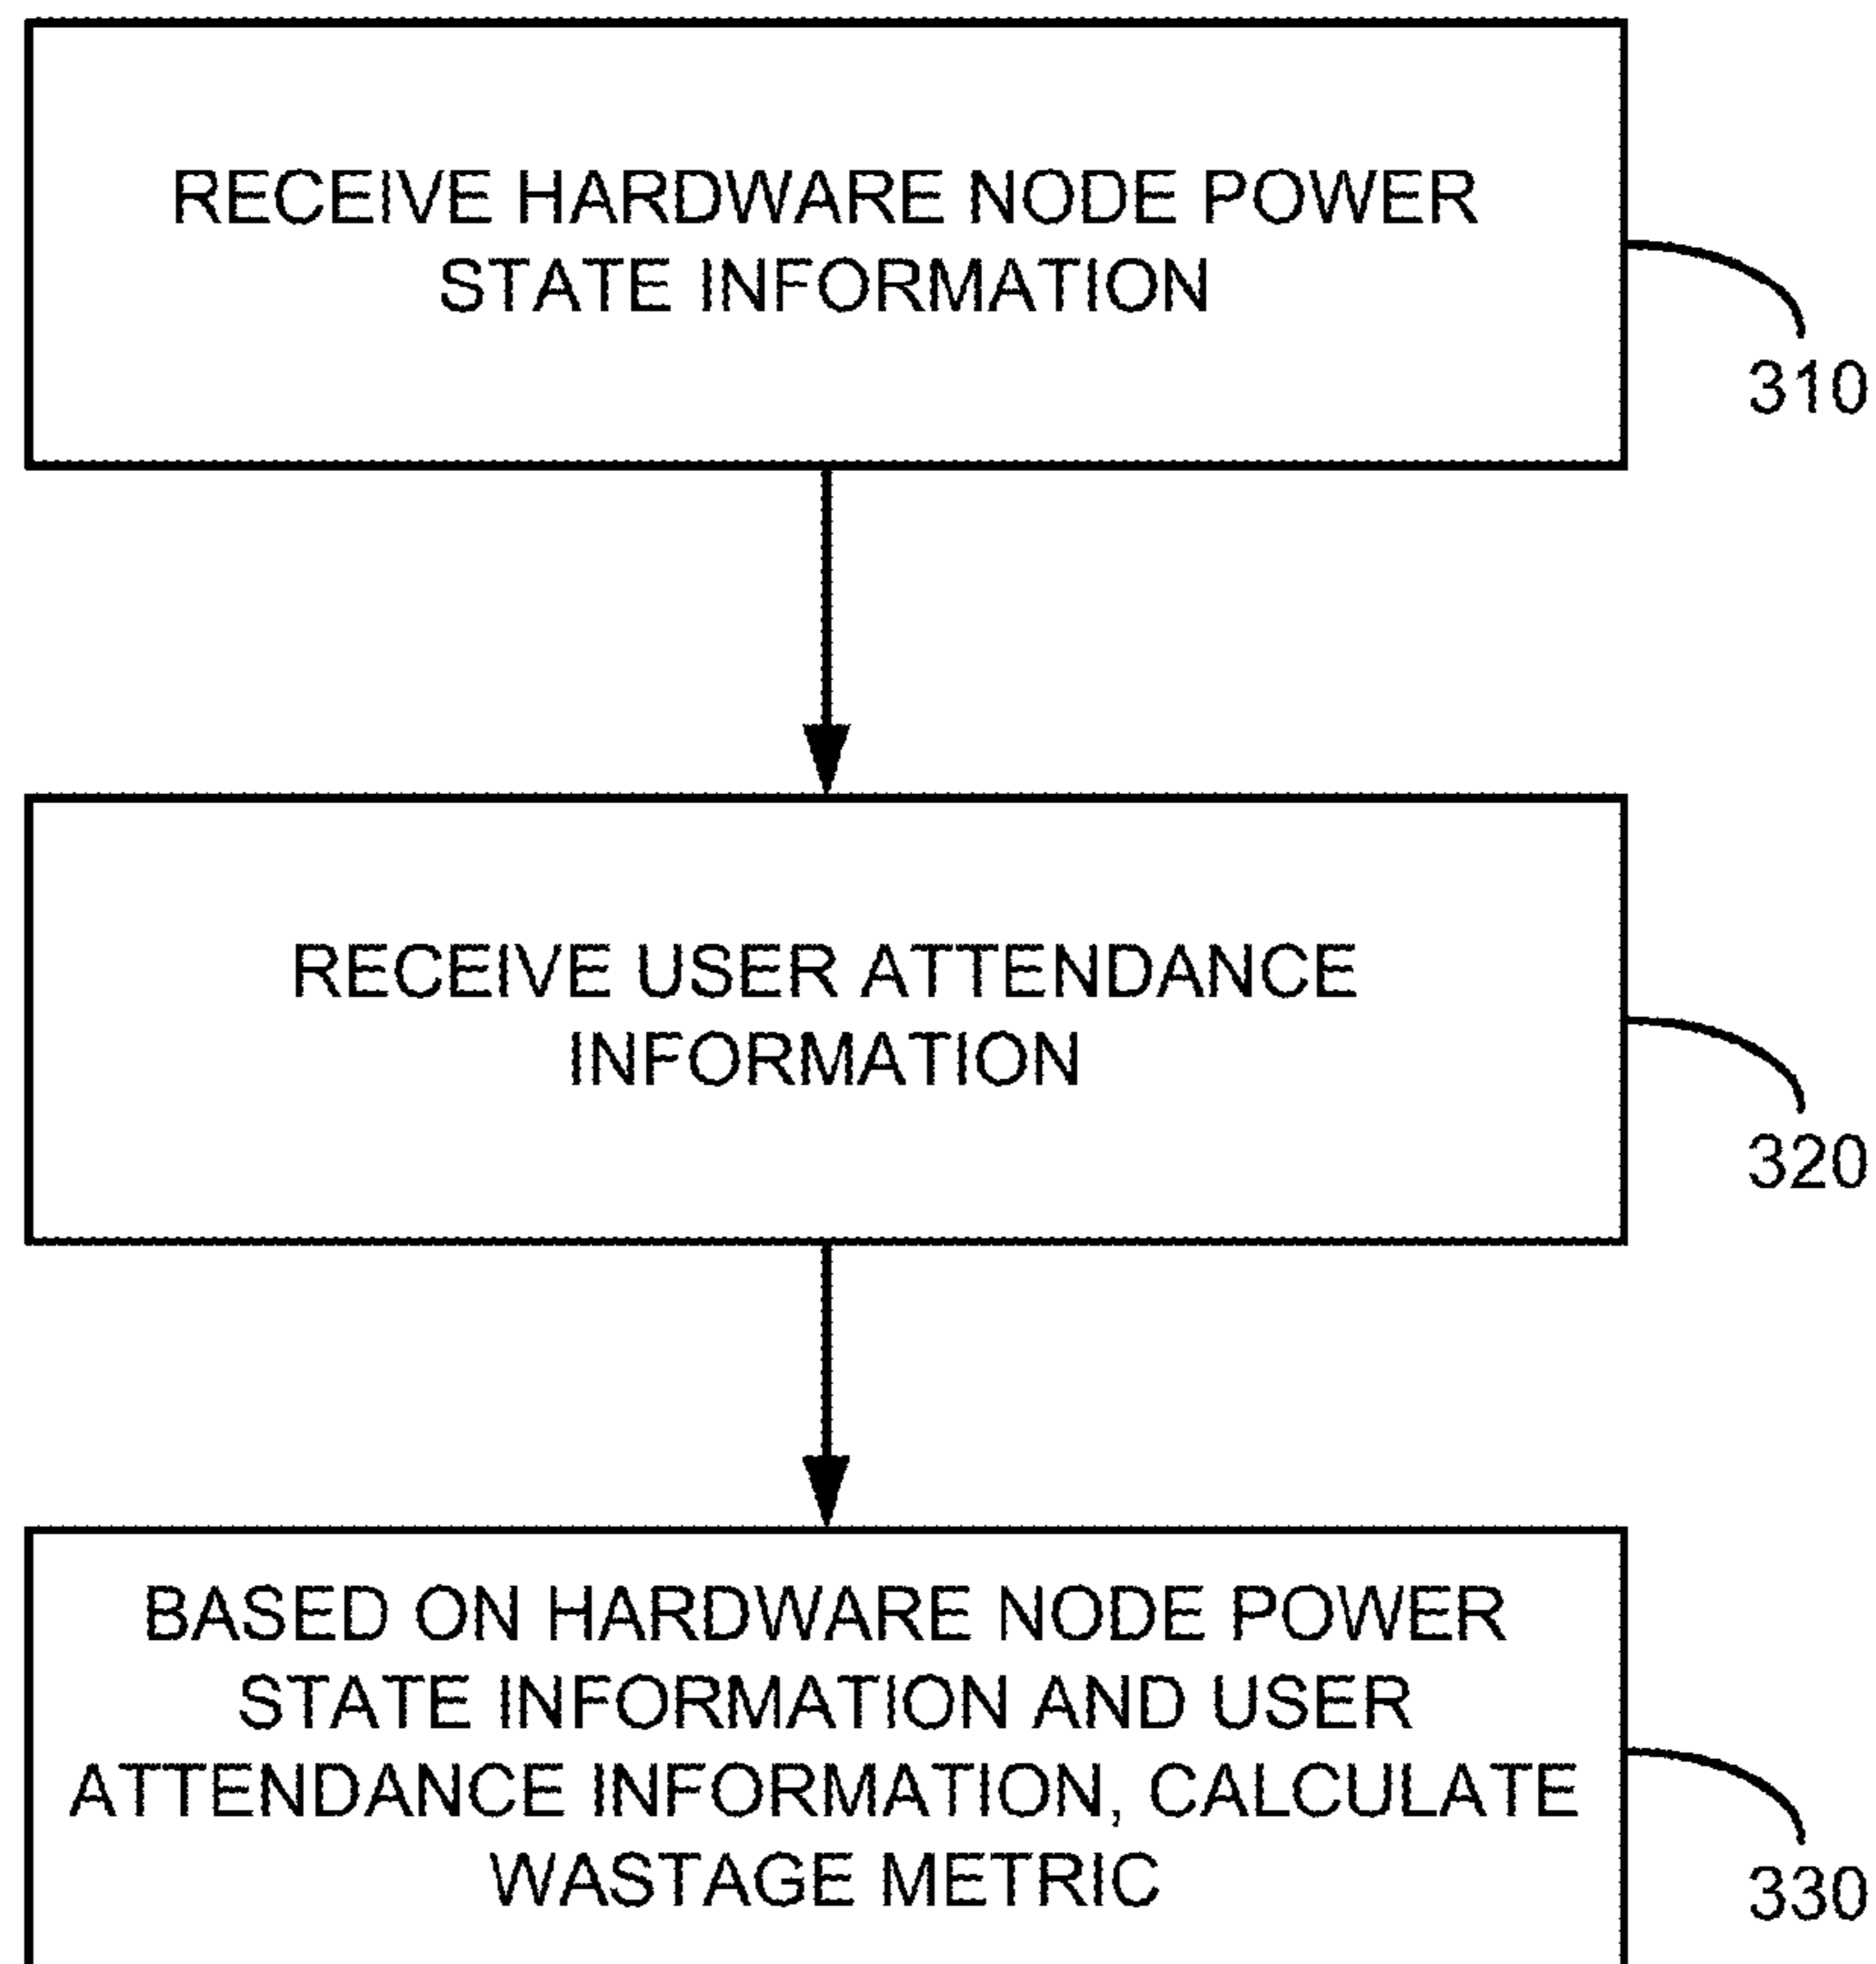 RECEIVE HARDWARE NODE POWER
STATE INFORMATION
310
RECEIVE USER ATTENDANCE
INFORMATION
320
BASED ON HARDWARE NODE POWER
STATE INFORMATION AND USER
ATTENDANCE INFORMATION, CALCULATE
WASTAGE METRIC
330